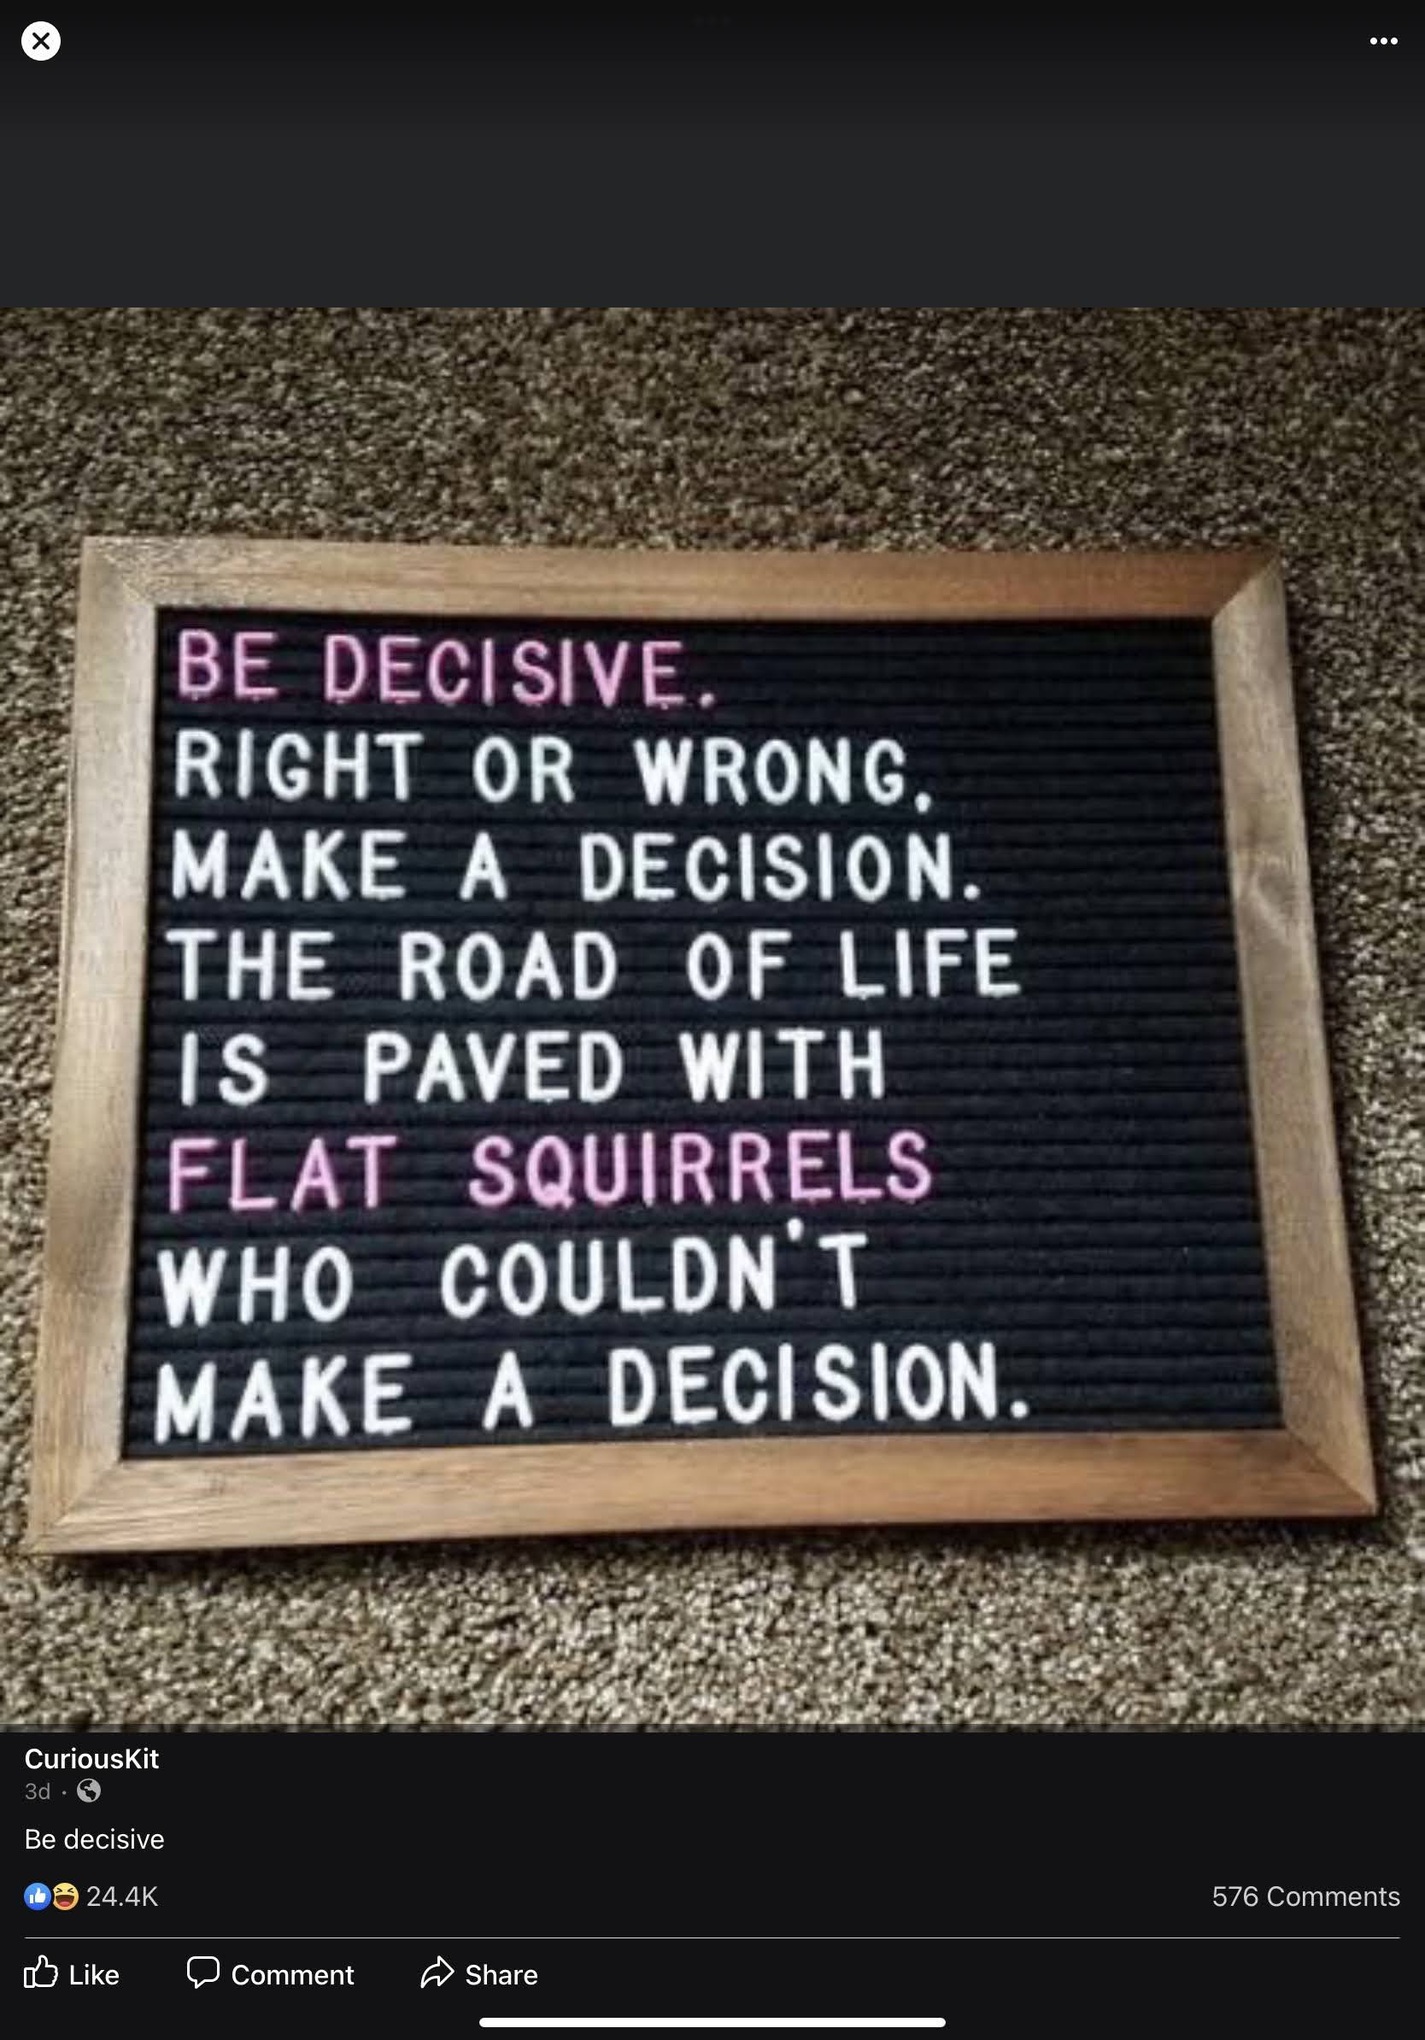 BE DECISIVE.
RIGHT OR WRONG,
MAKE A DECISION.
THE ROAD OF LIFE
IS PAVED WITH
FLAT SQUIRRELS
WHO COULDN'T
MAKE A DECISION.
CuriousKit
3d ·
Be decisive
24.4K 576 Comments
Like Comment Share